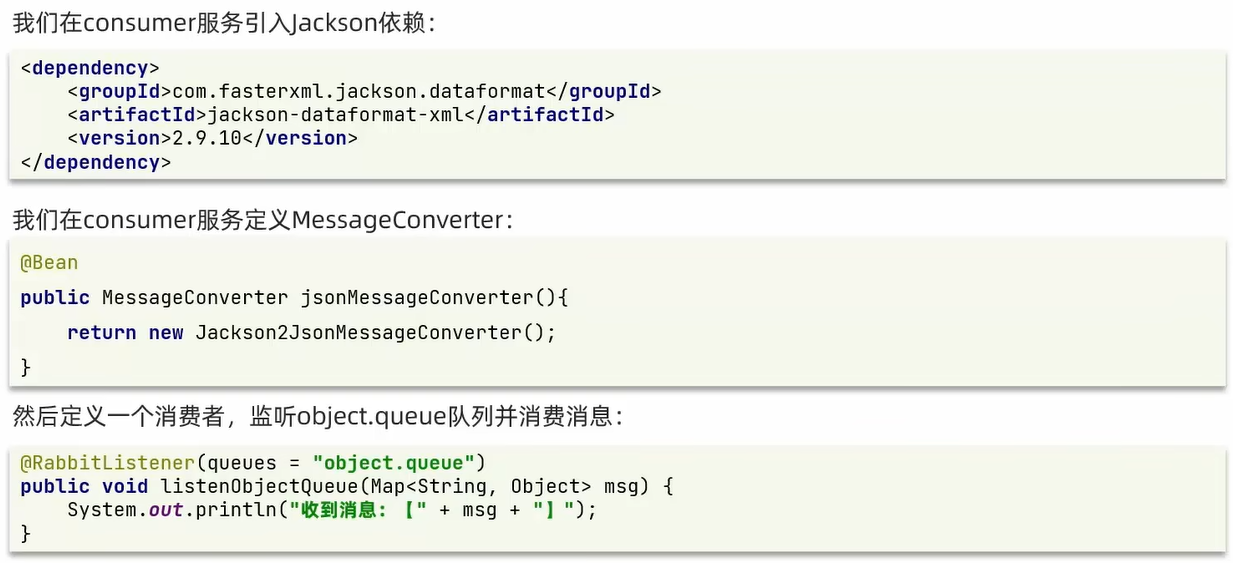 我们在consumer服务引入Jackson依赖：
<dependency>
    <groupId>com.fasterxml.jackson.dataformat</groupId>
    <artifactId>jackson-dataformat-xml</artifactId>
    <version>2.9.10</version>
</dependency>
我们在consumer服务定义MessageConverter：
@Bean
public MessageConverter jsonMessageConverter(){
    return new Jackson2JsonMessageConverter();
}
然后定义一个消费者，监听object.queue队列并消费消息：
@RabbitListener(queues = "object.queue")
public void listenObjectQueue(Map<String, Object> msg) {
    System.out.println("收到消息：【" + msg + "】");
}